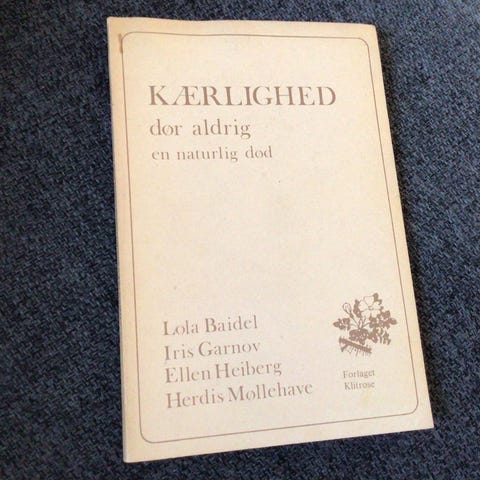 KÆRLIGHED
dør aldrig
en naturlig død
Lola Baidel
Iris Garnov
Ellen Heiberg
Herdis Møllehave
Forlaget
Klitrose